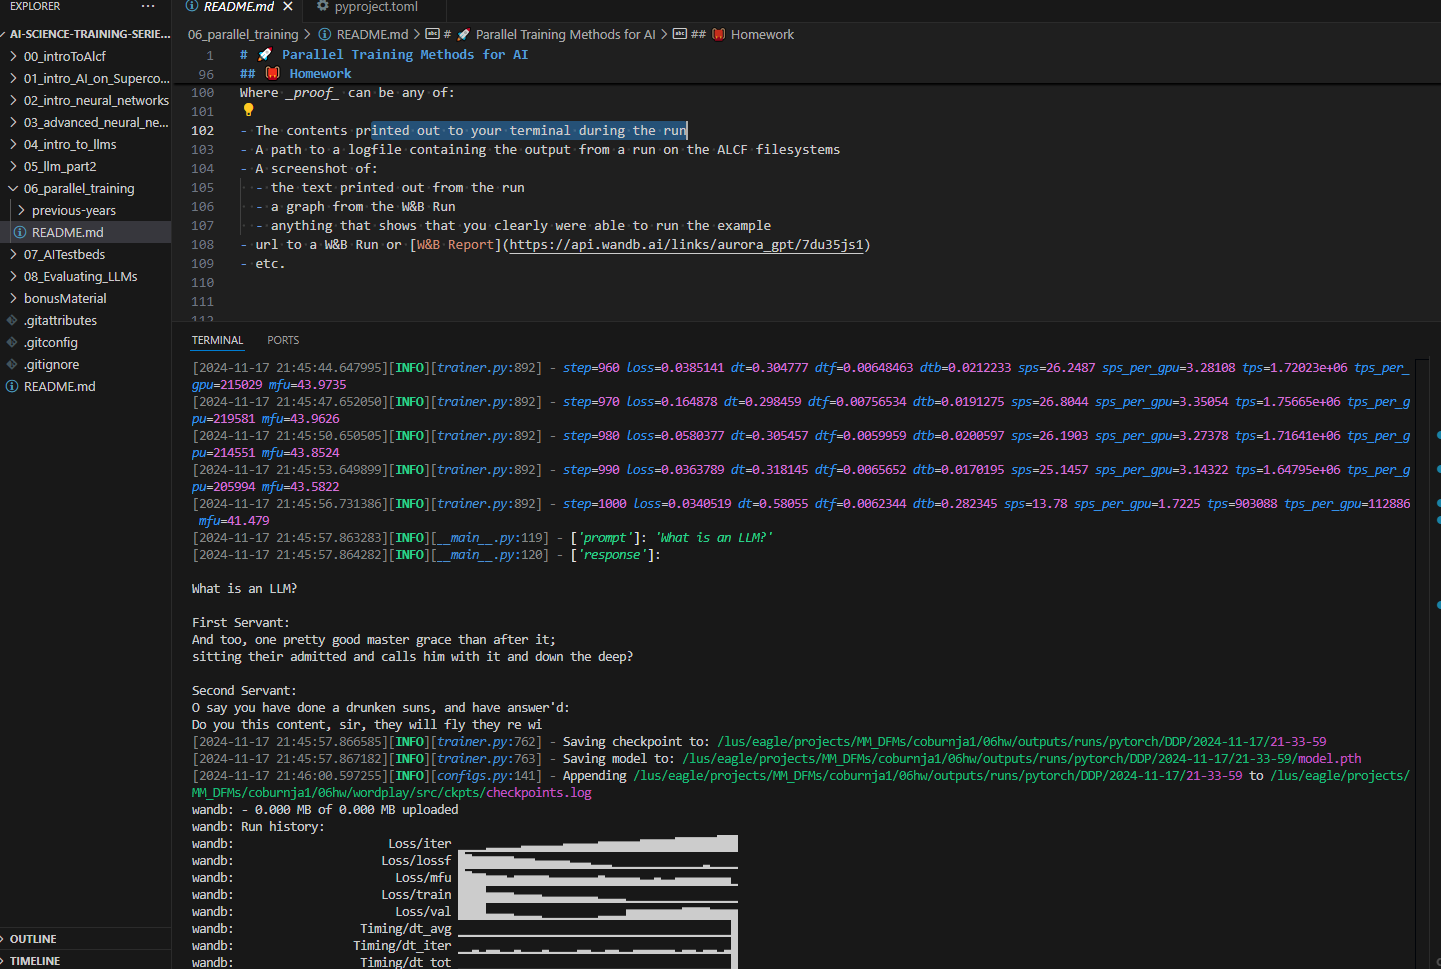 EXPLORER
···
README.md
pyproject.toml
AI-SCIENCE-TRAINING-SERIE...
00_introToAlcf
01_intro_AI_on_Superco...
02_intro_neural_networks
03_advanced_neural_ne...
04_intro_to_llms
05_llm_part2
06_parallel_training
previous-years
README.md
07_AITestbeds
08_Evaluating_LLMs
bonusMaterial
.gitattributes
.gitconfig
.gitignore
README.md
OUTLINE
TIMELINE
06_parallel_training > README.md > # 🚀 Parallel Training Methods for AI > ## Homework
1 # 🚀 Parallel Training Methods for AI
96 ## Homework
100 Where _proof_ can be any of:
101
102 - The contents printed out to your terminal during the run
103 - A path to a logfile containing the output from a run on the ALCF filesystems
104 - A screenshot of:
105 - the text printed out from the run
106 - a graph from the W&B Run
107 - anything that shows that you clearly were able to run the example
108 - url to a W&B Run or [W&B Report](https://api.wandb.ai/links/aurora_gpt/7du35js1)
109 - etc.
110
111
112
TERMINAL PORTS
[2024-11-17 21:45:44.647995][INFO][trainer.py:892] - step=960 loss=0.0385141 dt=0.304777 dtf=0.00648463 dtb=0.0212233 sps=26.2487 sps_per_gpu=3.28108 tps=1.72023e+06 tps_per_
gpu=215029 mfu=43.9735
[2024-11-17 21:45:47.652050][INFO][trainer.py:892] - step=970 loss=0.164878 dt=0.298459 dtf=0.00756534 dtb=0.0191275 sps=26.8044 sps_per_gpu=3.35054 tps=1.75665e+06 tps_per_g
pu=219581 mfu=43.9626
[2024-11-17 21:45:50.650505][INFO][trainer.py:892] - step=980 loss=0.0580377 dt=0.305457 dtf=0.0059959 dtb=0.0200597 sps=26.1903 sps_per_gpu=3.27378 tps=1.71641e+06 tps_per_g
pu=214551 mfu=43.8524
[2024-11-17 21:45:53.649899][INFO][trainer.py:892] - step=990 loss=0.0363789 dt=0.318145 dtf=0.0065652 dtb=0.0170195 sps=25.1457 sps_per_gpu=3.14322 tps=1.64795e+06 tps_per_g
pu=205994 mfu=43.5822
[2024-11-17 21:45:56.731386][INFO][trainer.py:892] - step=1000 loss=0.0340519 dt=0.58055 dtf=0.0062344 dtb=0.282345 sps=13.78 sps_per_gpu=1.7225 tps=903088 tps_per_gpu=112886
mfu=41.479
[2024-11-17 21:45:57.863283][INFO][__main__.py:119] - ['prompt']: 'What is an LLM?'
[2024-11-17 21:45:57.864282][INFO][__main__.py:120] - ['response']:
What is an LLM?
First Servant:
And too, one pretty good master grace than after it;
sitting their admitted and calls him with it and down the deep?
Second Servant:
O say you have done a drunken suns, and have answer'd:
Do you this content, sir, they will fly they re wi
[2024-11-17 21:45:57.866585][INFO][trainer.py:762] - Saving checkpoint to: /lus/eagle/projects/MM_DFMs/coburnja1/06hw/outputs/runs/pytorch/DDP/2024-11-17/21-33-59
[2024-11-17 21:45:57.867182][INFO][trainer.py:763] - Saving model to: /lus/eagle/projects/MM_DFMs/coburnja1/06hw/outputs/runs/pytorch/DDP/2024-11-17/21-33-59/model.pth
[2024-11-17 21:46:00.597255][INFO][configs.py:141] - Appending /lus/eagle/projects/MM_DFMs/coburnja1/06hw/outputs/runs/pytorch/DDP/2024-11-17/21-33-59 to /lus/eagle/projects/
MM_DFMs/coburnja1/06hw/wordplay/src/ckpts/checkpoints.log
wandb: - 0.000 MB of 0.000 MB uploaded
wandb: Run history:
wandb: Loss/iter
wandb: Loss/lossf
wandb: Loss/mfu
wandb: Loss/train
wandb: Loss/val
wandb: Timing/dt_avg
wandb: Timing/dt_iter
wandb: Timing/dt_tot